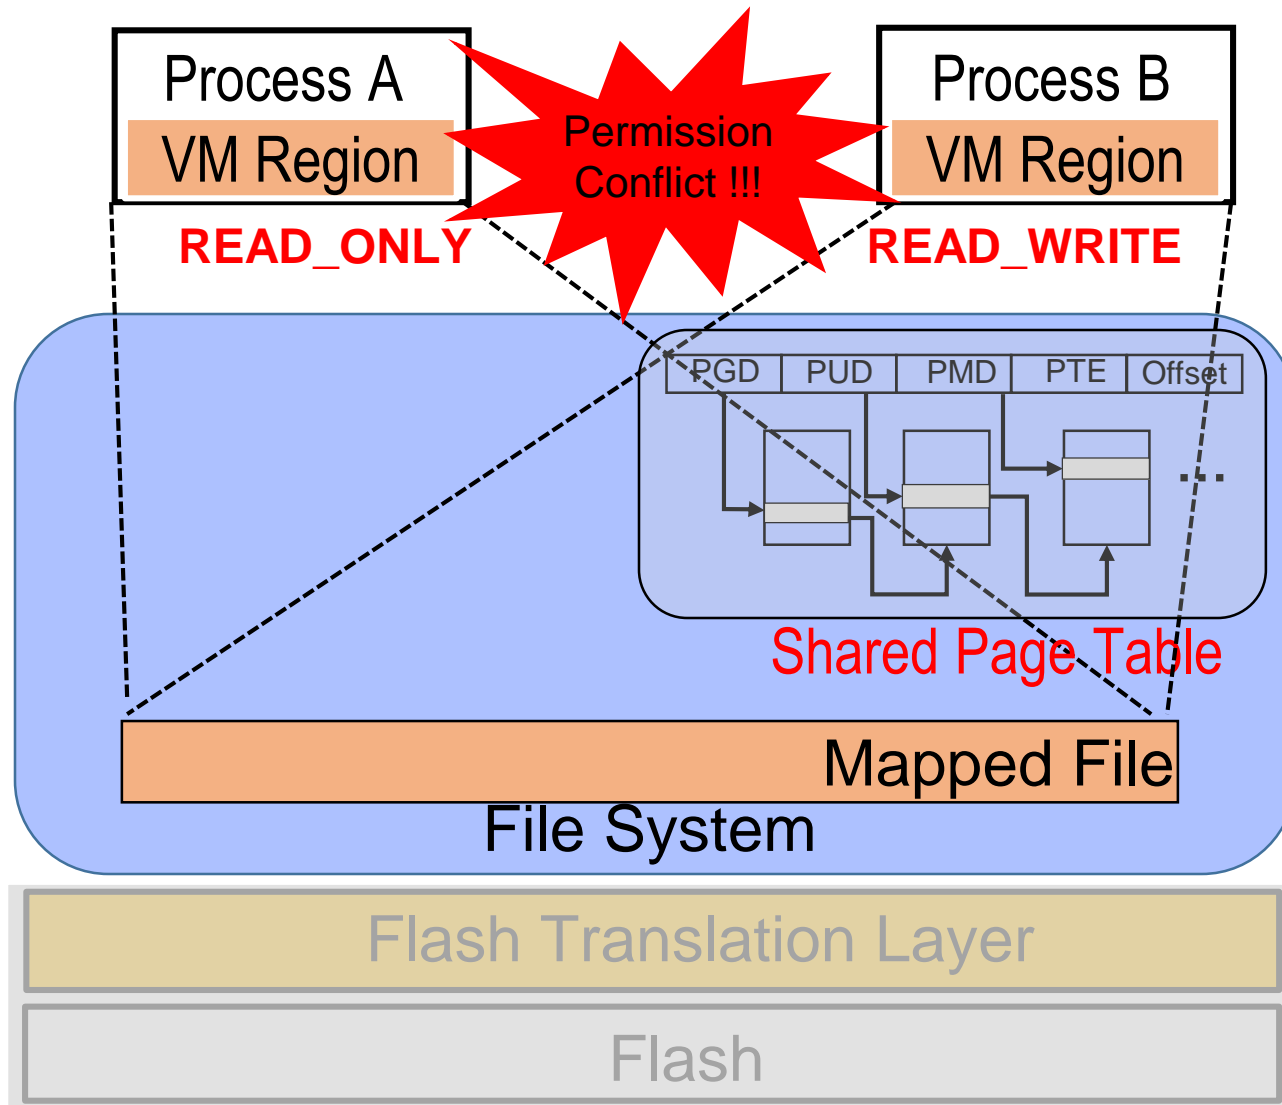 Process A
VM Region
READ_ONLY
Permission
Conflict !!!
Process B
VM Region
READ_WRITE
PGD PUD PMD PTE Offset
...
Shared Page Table
Mapped File
File System
Flash Translation Layer
Flash